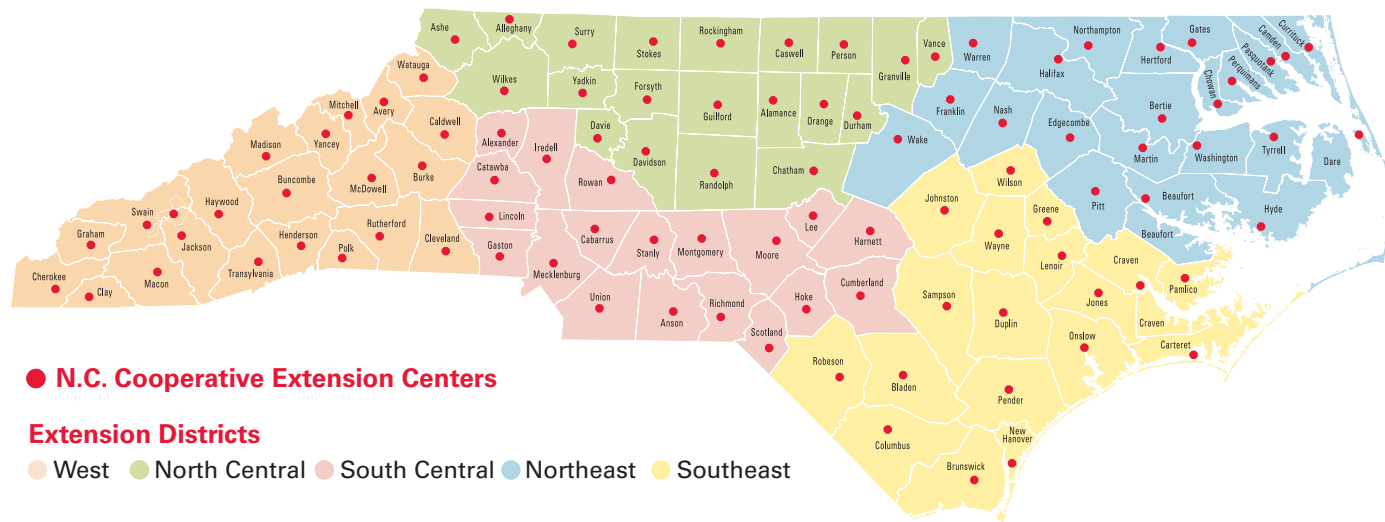 Ashe
Alleghany
Surry
Stokes
Rockingham
Caswell
Person
Granville
Vance
Warren
Northampton
Gates
Hertford
Halifax
Camden
Currituck
Pasquotank
Perquimans
Chowan
Watauga
Wilkes
Yadkin
Forsyth
Guilford
Alamance
Orange
Durham
Franklin
Nash
Edgecombe
Bertie
Martin
Washington
Tyrrell
Dare
Mitchell
Avery
Caldwell
Alexander
Iredell
Davie
Davidson
Randolph
Chatham
Wake
Wilson
Madison
Yancey
Buncombe
McDowell
Burke
Catawba
Rowan
Johnston
Greene
Pitt
Beaufort
Hyde
Swain
Haywood
Graham
Jackson
Henderson
Rutherford
Polk
Cleveland
Lincoln
Gaston
Cabarrus
Stanly
Montgomery
Moore
Lee
Harnett
Wayne
Lenoir
Beaufort
Craven
Pamlico
Cherokee
Clay
Macon
Transylvania
Mecklenburg
Union
Anson
Richmond
Scotland
Hoke
Cumberland
Sampson
Duplin
Jones
Craven
Carteret
Onslow
Robeson
Bladen
Pender
Columbus
New
Hanover
Brunswick
N.C. Cooperative Extension Centers
Extension Districts
West North Central South Central Northeast Southeast